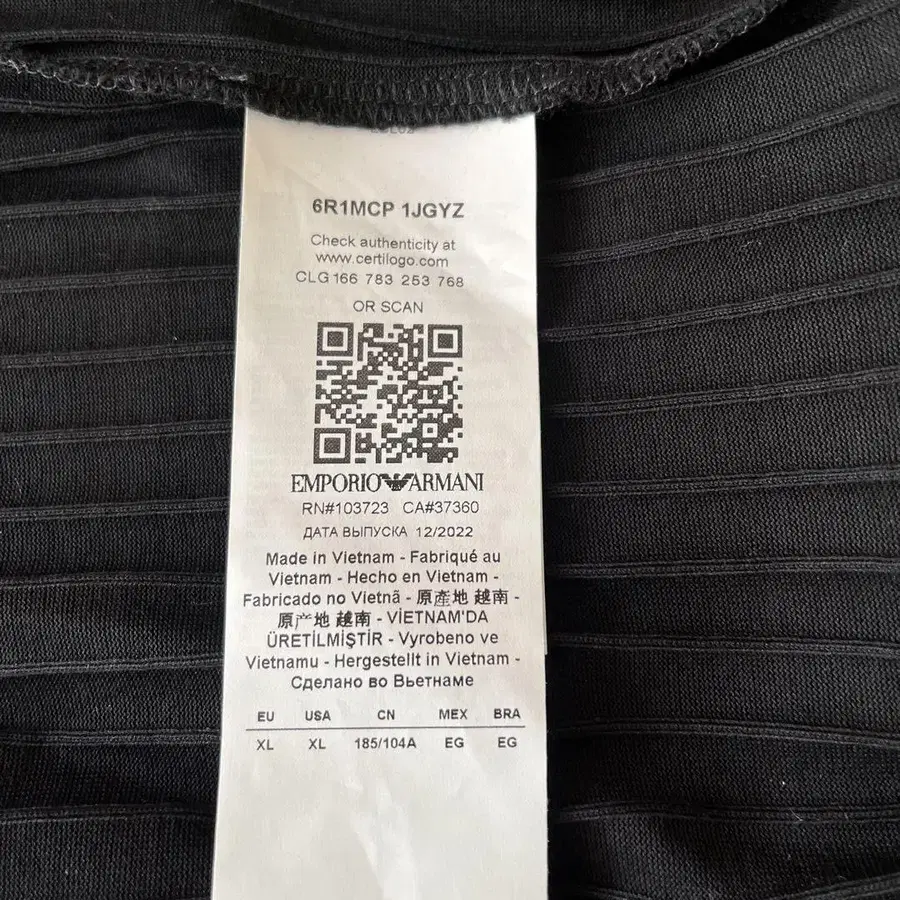 6R1MCP 1JGYZ
Check authenticity at
www.certilogo.com
CLG 166 783 253 768
OR SCAN
EMPORIO ARMANI
RN#103723 CA#37360
ДАТА ВЫПУСКА 12/2022
Made in Vietnam - Fabriqué au
Vietnam - Hecho en Vietnam -
Fabricado no Vietnã - 原產地 越南 -
原产地 越南 - VİETNAM'DA
ÜRETİLMİŞTİR - Vyrobeno ve
Vietnamu - Hergestellt in Vietnam -
Сделано во Вьетнаме
EU USA CN MEX BRA
XL XL 185/104A EG EG